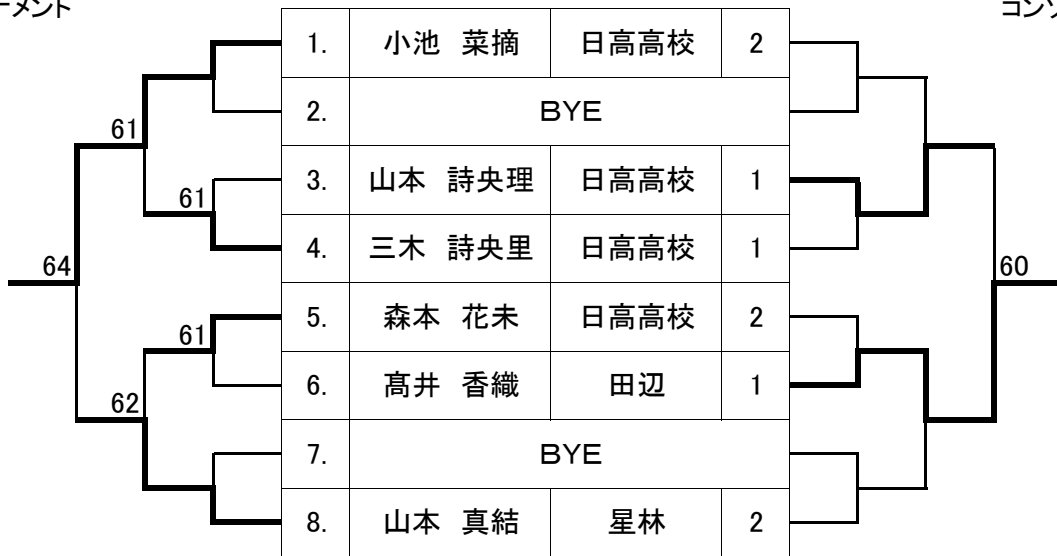 ーメント
コンソ
1. 小池 菜摘 日高高校 2
2. BYE
61
3. 山本 詩央理 日高高校 1
61
4. 三木 詩央里 日高高校 1
64
60
5. 森本 花未 日高高校 2
61
6. 髙井 香織 田辺 1
62
7. BYE
8. 山本 真結 星林 2